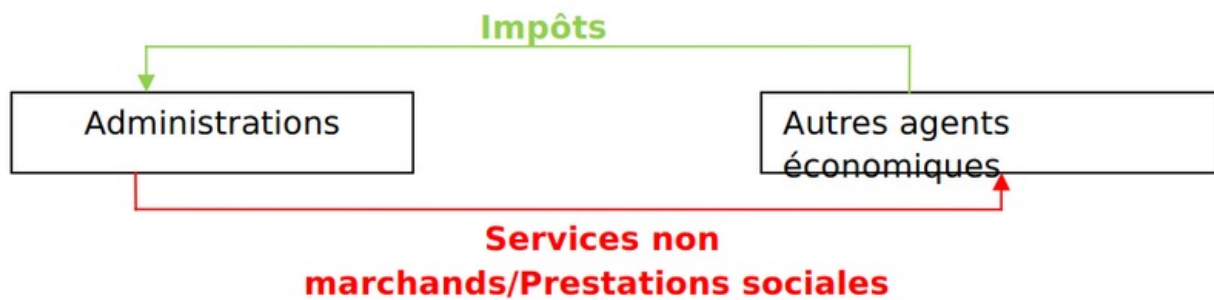 Impôts
Administrations
Autres agents
économiques
Services non
marchands/Prestations sociales